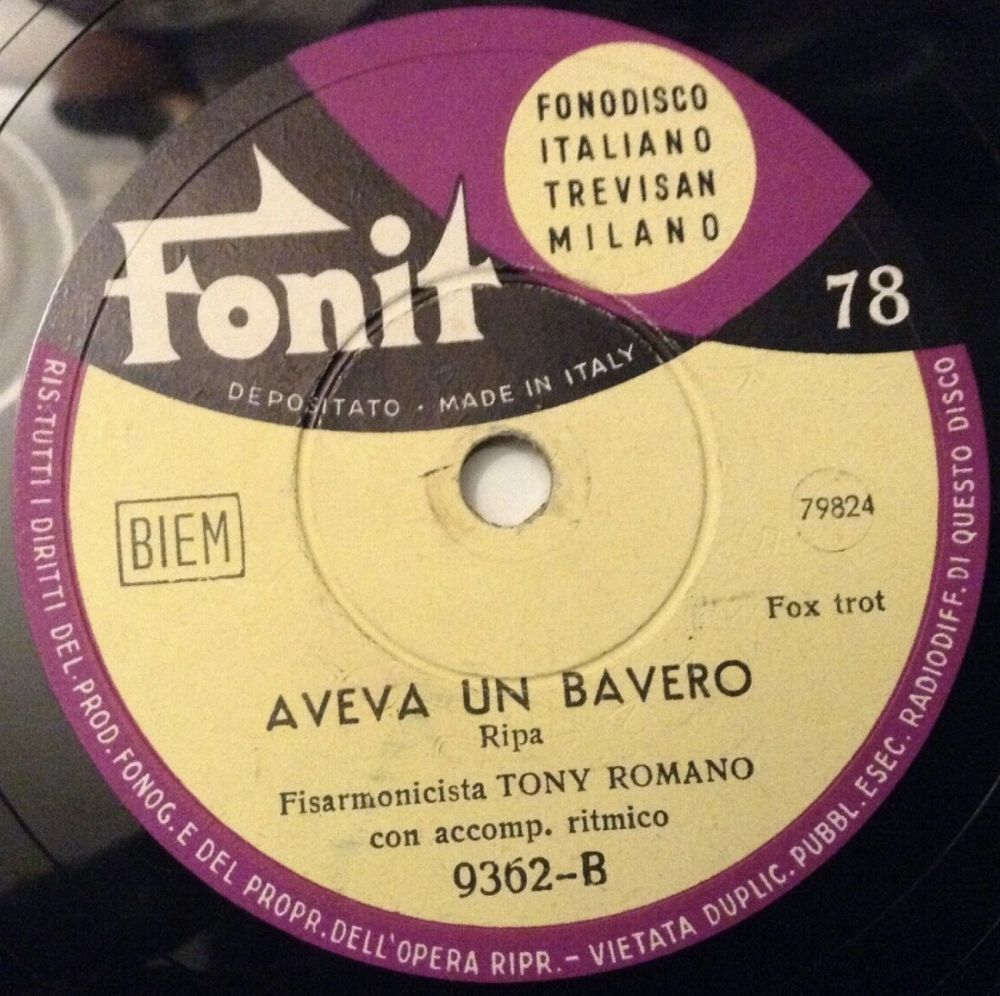 FONODISCO
ITALIANO
TREVISAN
MILANO
Fonit
78
DEPOSITATO · MADE IN ITALY
BIEM
79824
Fox trot
AVEVA UN BAVERO
Ripa
Fisarmonicista TONY ROMANO
con accomp. ritmico
9362-B
RIS. TUTTI I DIRITTI DEL PROD. FONOG. E DEL PROPR. DELL'OPERA RIPR. - VIETATA DUPLIC. PUBBL. ESEC. RADIODIFF. DI QUESTO DISCO